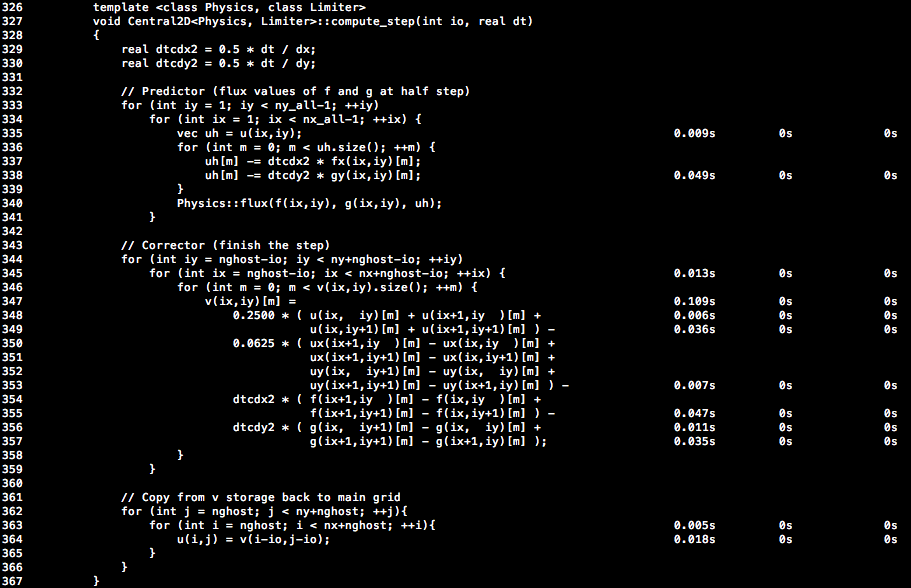 326 template <class Physics, class Limiter>
327 void Central2D<Physics, Limiter>::compute_step(int io, real dt)
328 {
329 real dtcdx2 = 0.5 * dt / dx;
330 real dtcdy2 = 0.5 * dt / dy;
331
332 // Predictor (flux values of f and g at half step)
333 for (int iy = 1; iy < ny_all-1; ++iy)
334 for (int ix = 1; ix < nx_all-1; ++ix) {
335 vec uh = u(ix,iy); 0.009s 0s 0s
336 for (int m = 0; m < uh.size(); ++m) {
337 uh[m] -= dtcdx2 * fx(ix,iy)[m];
338 uh[m] -= dtcdy2 * gy(ix,iy)[m]; 0.049s 0s 0s
339 }
340 Physics::flux(f(ix,iy), g(ix,iy), uh);
341 }
342
343 // Corrector (finish the step)
344 for (int iy = nghost-io; iy < ny+nghost-io; ++iy)
345 for (int ix = nghost-io; ix < nx+nghost-io; ++ix) { 0.013s 0s 0s
346 for (int m = 0; m < v(ix,iy).size(); ++m) {
347 v(ix,iy)[m] = 0.109s 0s 0s
348 0.2500 * ( u(ix,  iy)[m] + u(ix+1,iy  )[m] + 0.006s 0s 0s
349 u(ix,iy+1)[m] + u(ix+1,iy+1)[m] ) - 0.036s 0s 0s
350 0.0625 * ( ux(ix+1,iy  )[m] - ux(ix,iy  )[m] +
351 ux(ix+1,iy+1)[m] - ux(ix,iy+1)[m] +
352 uy(ix,  iy+1)[m] - uy(ix,  iy)[m] +
353 uy(ix+1,iy+1)[m] - uy(ix+1,iy)[m] ) - 0.007s 0s 0s
354 dtcdx2 * ( f(ix+1,iy  )[m] - f(ix,iy  )[m] +
355 f(ix+1,iy+1)[m] - f(ix,iy+1)[m] ) - 0.047s 0s 0s
356 dtcdy2 * ( g(ix,  iy+1)[m] - g(ix,  iy)[m] + 0.011s 0s 0s
357 g(ix+1,iy+1)[m] - g(ix+1,iy)[m] ); 0.035s 0s 0s
358 }
359 }
360
361 // Copy from v storage back to main grid
362 for (int j = nghost; j < ny+nghost; ++j){
363 for (int i = nghost; i < nx+nghost; ++i){ 0.005s 0s 0s
364 u(i,j) = v(i-io,j-io); 0.018s 0s 0s
365 }
366 }
367 }